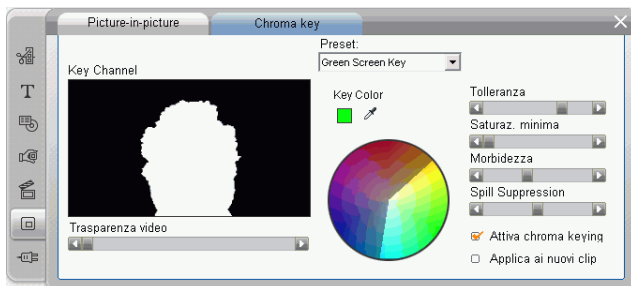 Picture-in-picture
Chroma key
Preset:
Green Screen Key
Key Channel
Key Color
Tolleranza
Saturaz. minima
Morbidezza
Spill Suppression
Trasparenza video
Attiva chroma keying
Applica ai nuovi clip
T